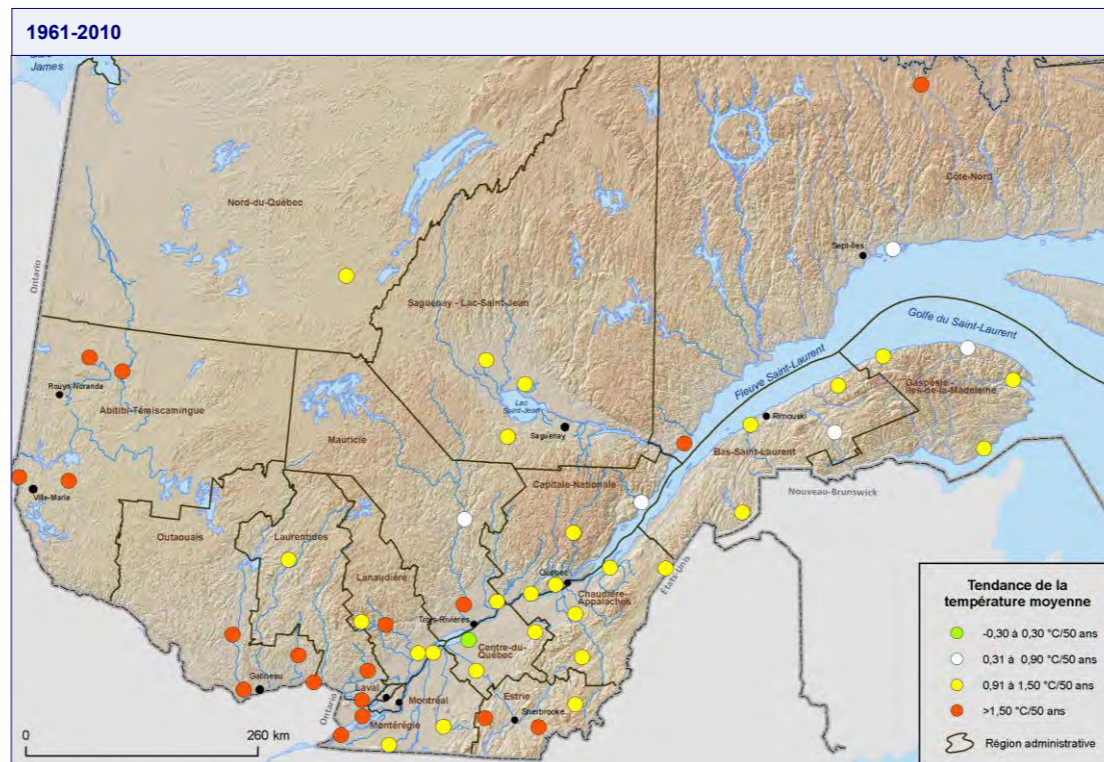 1961-2010
James
Nord-du-Québec
Côte-Nord
Sept-Iles
Ontario
Saguenay - Lac-Saint-Jean
Golfe du Saint-Laurent
Fleuve Saint-Laurent
Rouyn-Noranda
Abitibi-Témiscamingue
Lac
Saint-Jean
Gaspésie -
Iles-de-la-Madeleine
Mauricie
Saguenay
Rimouski
Bas-Saint-Laurent
Ville-Marie
Capitale-Nationale
Nouveau-Brunswick
Outaouais
Laurentides
Lanaudière
Québec
États-Unis
Chaudière-
Appalaches
Trois-Rivières
Centre-du-
Québec
Gatineau
Laval
Ontario
Montréal
Estrie
Sherbrooke
Montérégie
0
260 km
Tendance de la
température moyenne
-0,30 à 0,30 °C/50 ans
0,31 à 0,90 °C/50 ans
0,91 à 1,50 °C/50 ans
>1,50 °C/50 ans
Région administrative